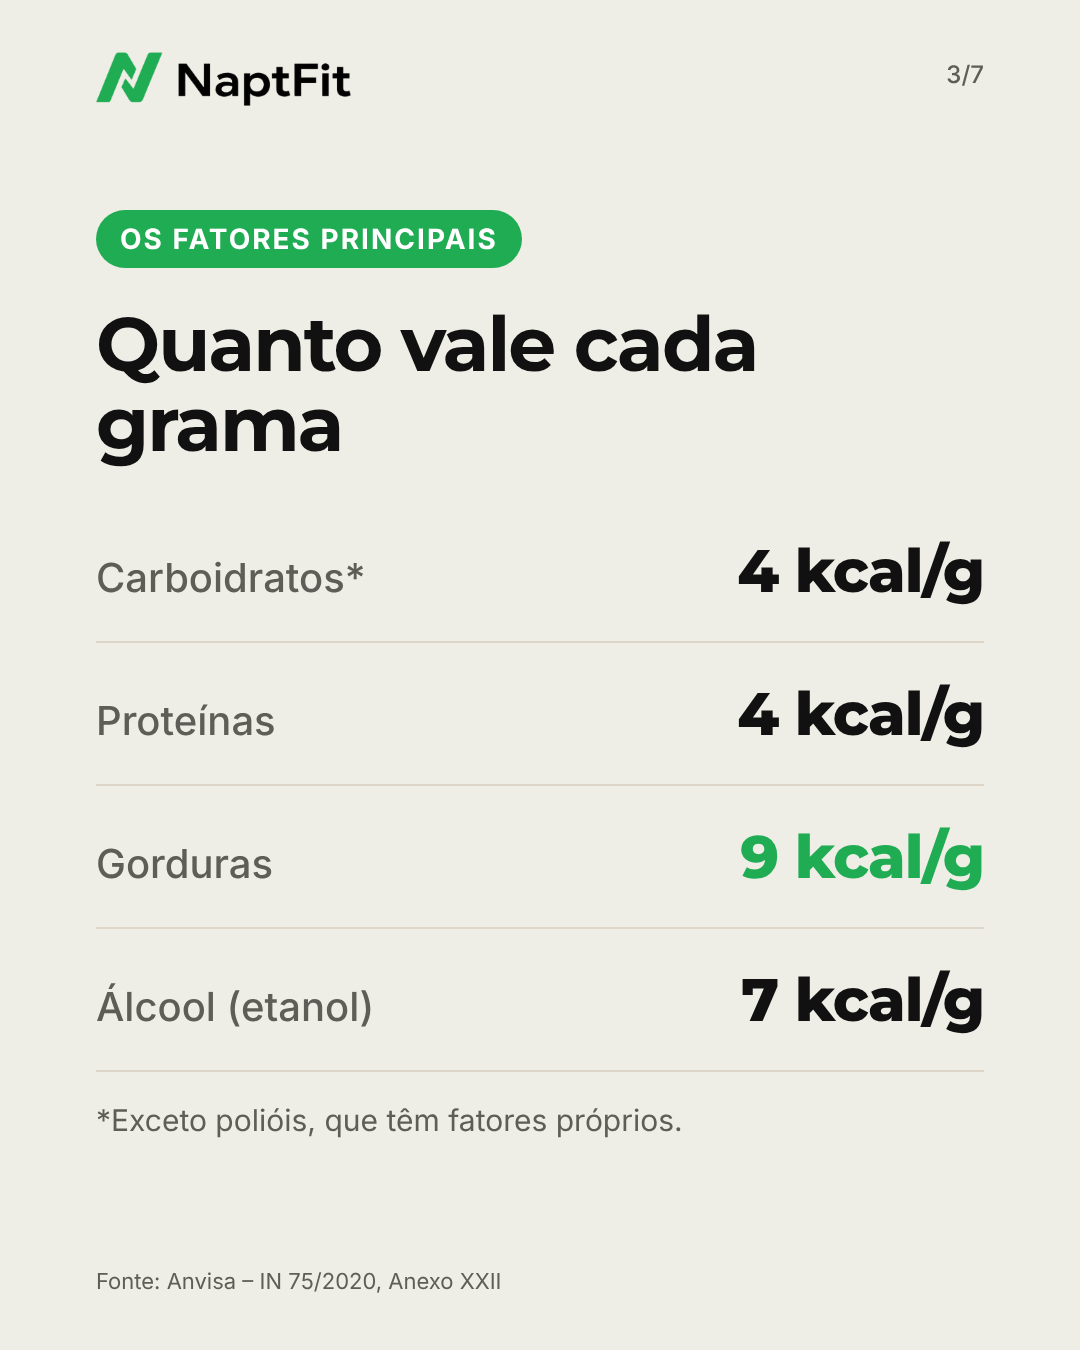 NaptFit
3/7
OS FATORES PRINCIPAIS
Quanto vale cada
grama
Carboidratos* 4 kcal/g
Proteínas 4 kcal/g
Gorduras 9 kcal/g
Álcool (etanol) 7 kcal/g
*Exceto polióis, que têm fatores próprios.
Fonte: Anvisa – IN 75/2020, Anexo XXII